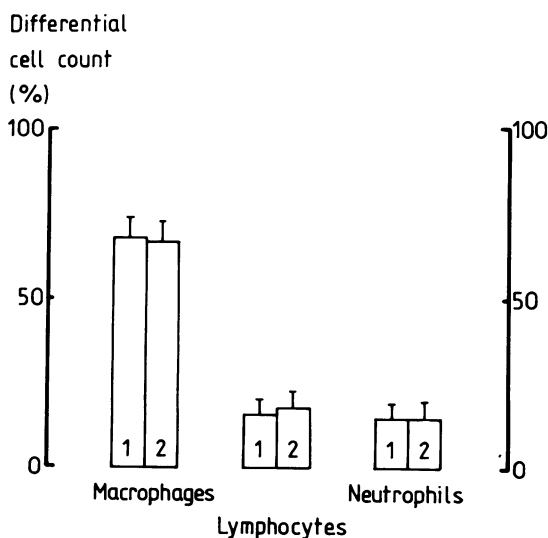 Differential
cell count
(%)
100 100
50 50
1 2 1 2 1 2
0 0
Macrophages Neutrophils
Lymphocytes